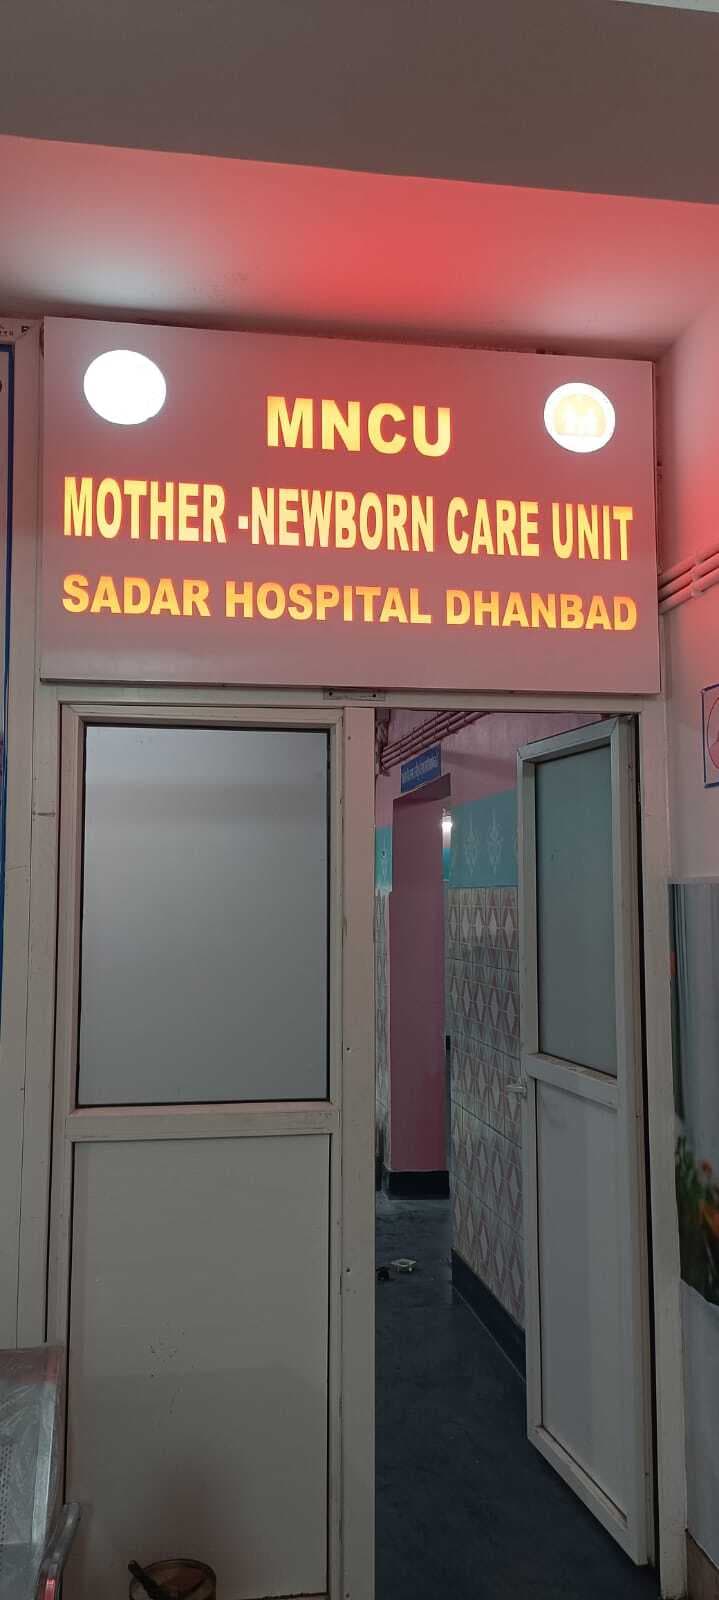 MNCU
MOTHER -NEWBORN CARE UNIT
SADAR HOSPITAL DHANBAD